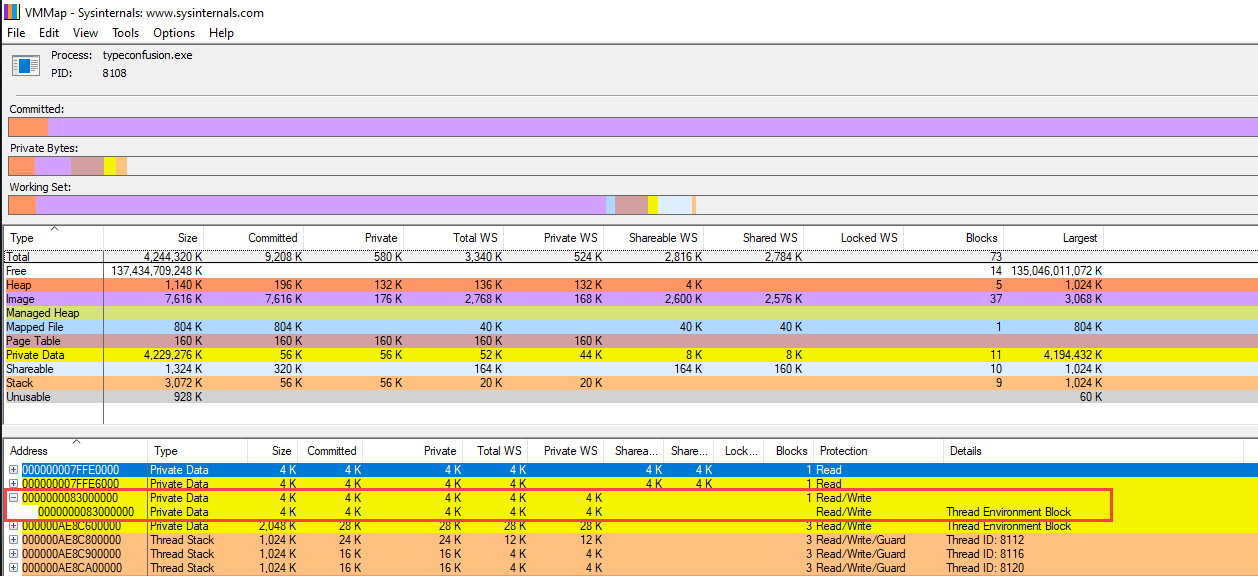 VMMap - Sysinternals: www.sysinternals.com
File Edit View Tools Options Help
Process: typeconfusion.exe
PID: 8108
Committed:
Private Bytes:
Working Set:
Type Size Committed Private Total WS Private WS Shareable WS Shared WS Locked WS Blocks Largest
Total 4,244,320 K 9,208 K 580 K 3,340 K 524 K 2,816 K 2,784 K 73
Free 137,434,709,248 K 14 135,046,011,072 K
Heap 1,140 K 196 K 132 K 136 K 132 K 4 K 5 1,024 K
Image 7,616 K 7,616 K 176 K 2,768 K 168 K 2,600 K 2,576 K 37 3,068 K
Managed Heap
Mapped File 804 K 804 K 40 K 40 K 40 K 1 804 K
Page Table 160 K 160 K 160 K 160 K 160 K
Private Data 4,229,276 K 56 K 56 K 52 K 44 K 8 K 8 K 11 4,194,432 K
Shareable 1,324 K 320 K 164 K 164 K 160 K 10 1,024 K
Stack 3,072 K 56 K 56 K 20 K 20 K 9 1,024 K
Unusable 928 K 60 K
Address Type Size Committed Private Total WS Private WS Sharea... Share... Lock... Blocks Protection Details
000000007FFE0000 Private Data 4 K 4 K 4 K 4 K 4 K 4 K 1 Read
000000007FFE6000 Private Data 4 K 4 K 4 K 4 K 4 K 4 K 1 Read
0000000083000000 Private Data 4 K 4 K 4 K 4 K 4 K 1 Read/Write
0000000083000000 Private Data 4 K 4 K 4 K 4 K 4 K Read/Write Thread Environment Block
000000AE8C600000 Private Data 2,048 K 28 K 28 K 28 K 28 K 3 Read/Write Thread Environment Block
000000AE8C800000 Thread Stack 1,024 K 24 K 24 K 12 K 12 K 3 Read/Write/Guard Thread ID: 8112
000000AE8C900000 Thread Stack 1,024 K 16 K 16 K 4 K 4 K 3 Read/Write/Guard Thread ID: 8116
000000AE8CA00000 Thread Stack 1,024 K 16 K 16 K 4 K 4 K 3 Read/Write/Guard Thread ID: 8120